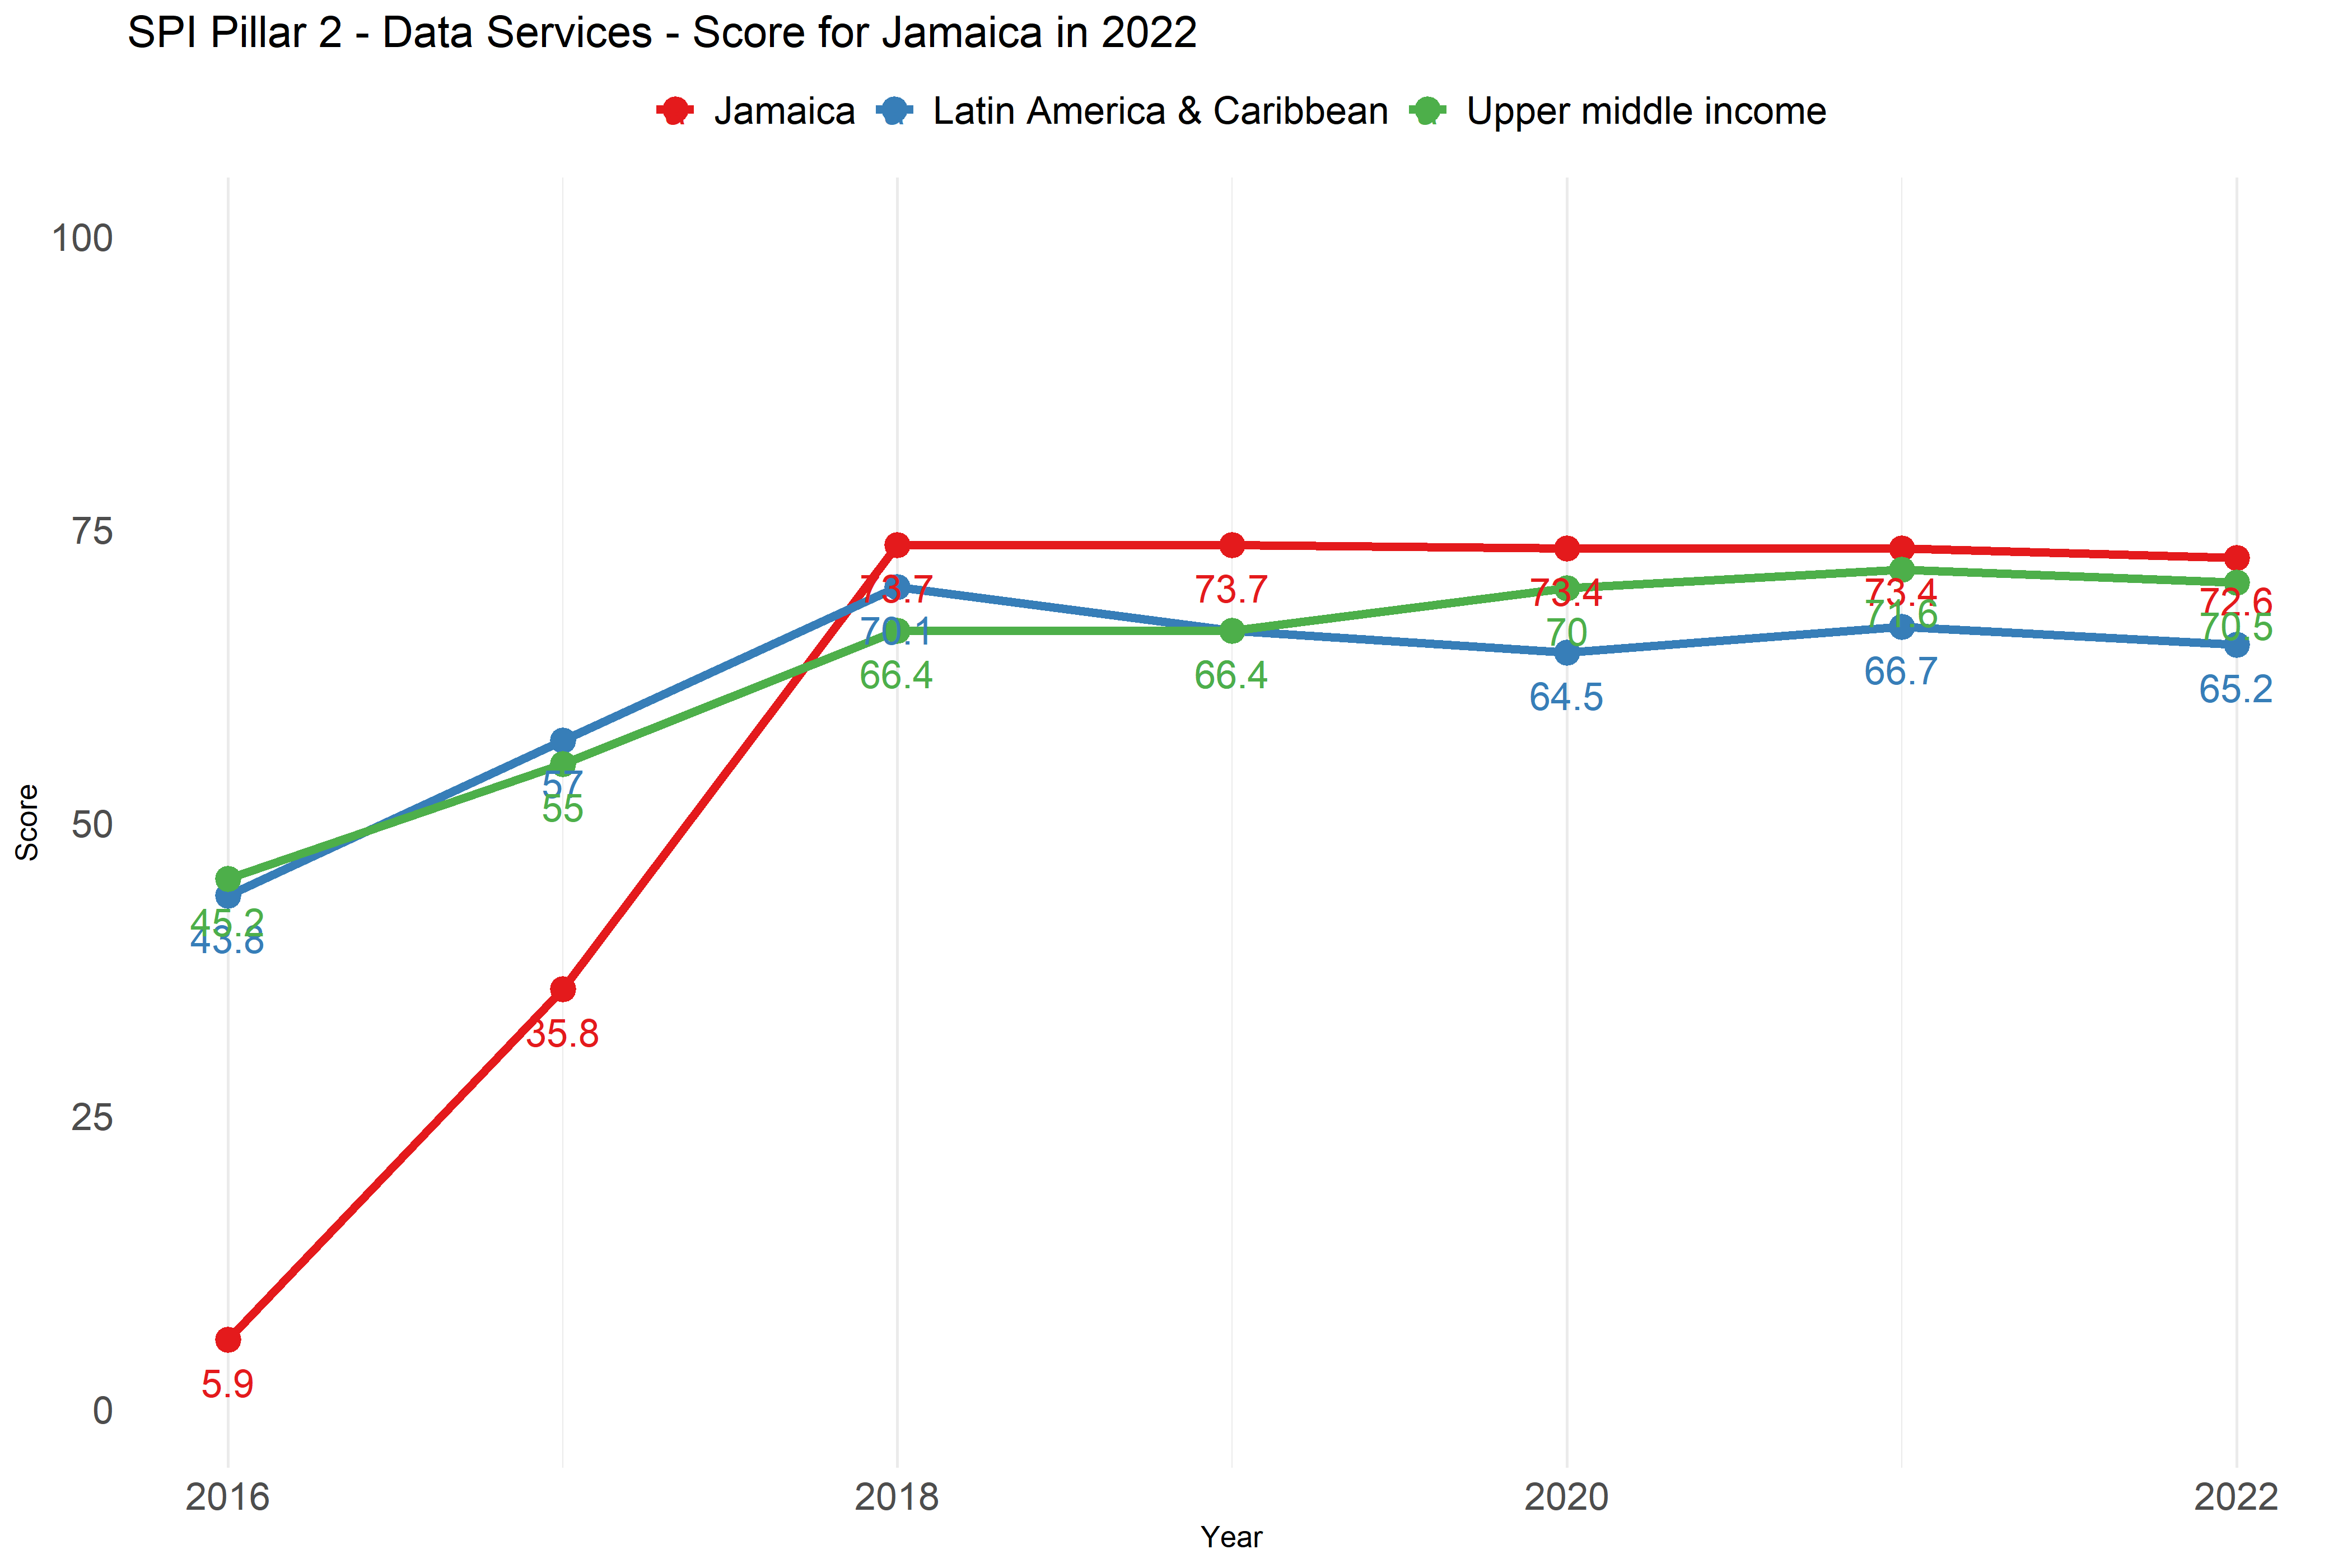 SPI Pillar 2 - Data Services - Score for Jamaica in 2022
Jamaica Latin America & Caribbean Upper middle income
100
75
73.7 73.7 73.4 73.4 72.6
70.1 70 71.6 70.5
66.4 66.4 64.5 66.7 65.2
57
55
50
Score
45.2
43.8
35.8
25
5.9
0
2016 2018 2020 2022
Year